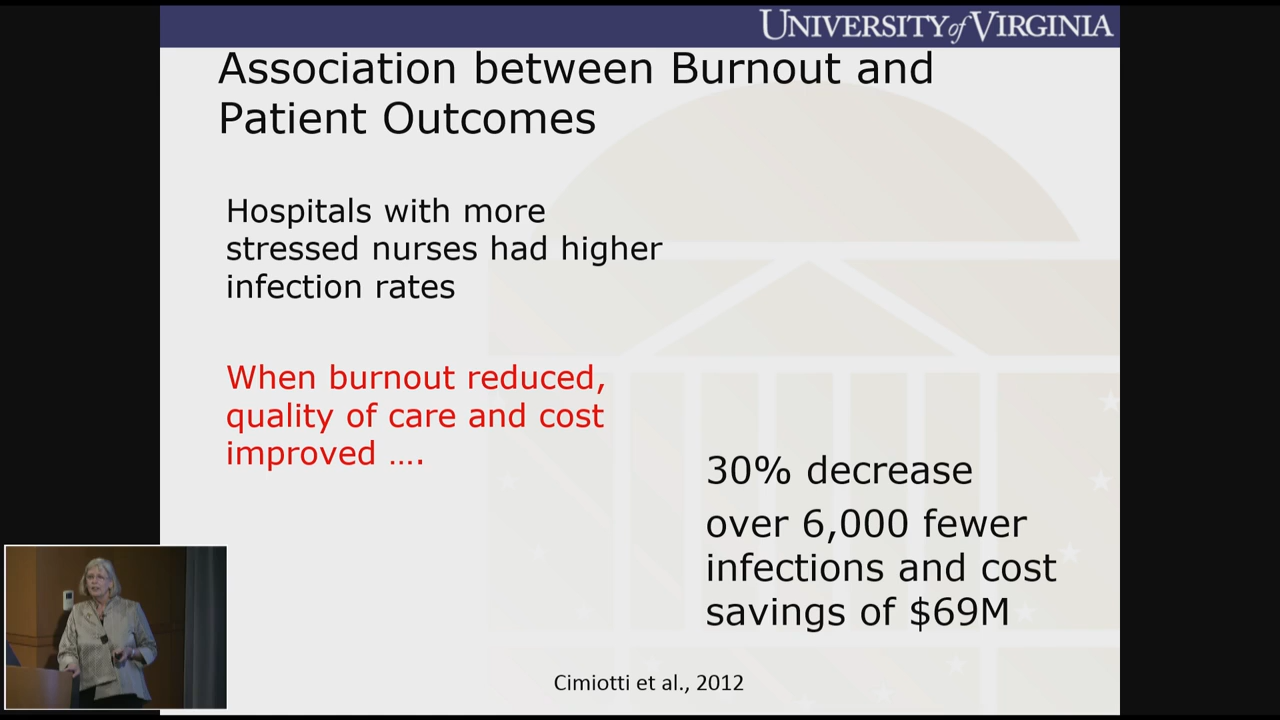 UNIVERSITY of VIRGINIA
Association between Burnout and
Patient Outcomes
Hospitals with more
stressed nurses had higher
infection rates
When burnout reduced,
quality of care and cost
improved ....
30% decrease
over 6,000 fewer
infections and cost
savings of $69M
Cimiotti et al., 2012